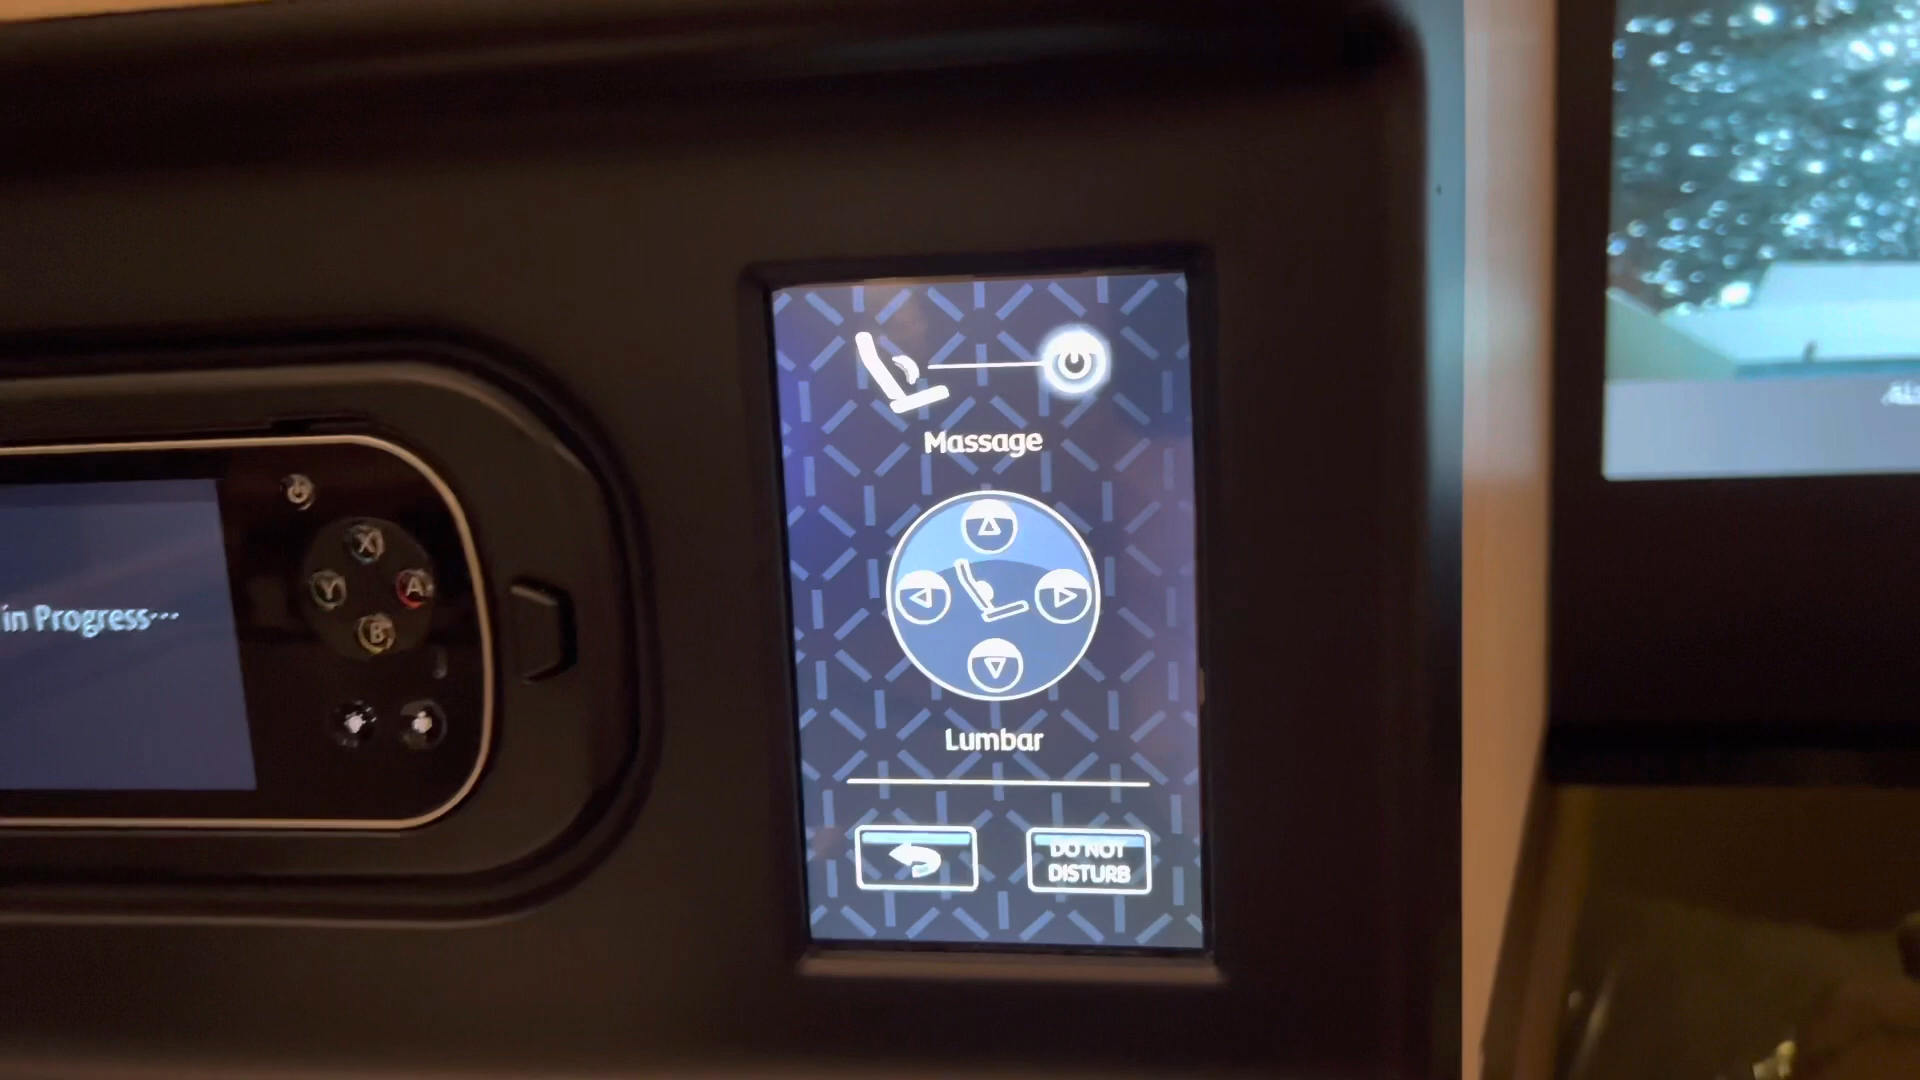 Massage
in Progress...
X
Y
A
B
Lumbar
DO NOT
DISTURB